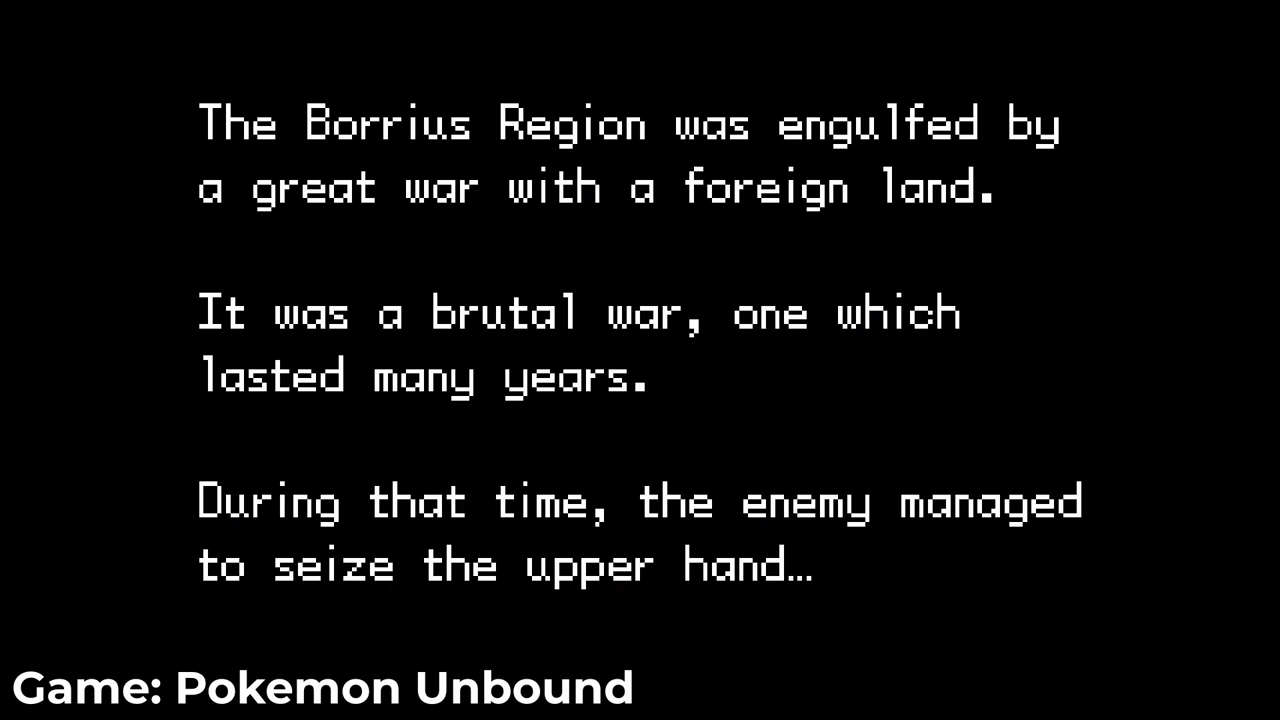 The Borrius Region was engulfed by
a great war with a foreign land.
It was a brutal war, one which
lasted many years.
During that time, the enemy managed
to seize the upper hand…
Game: Pokemon Unbound